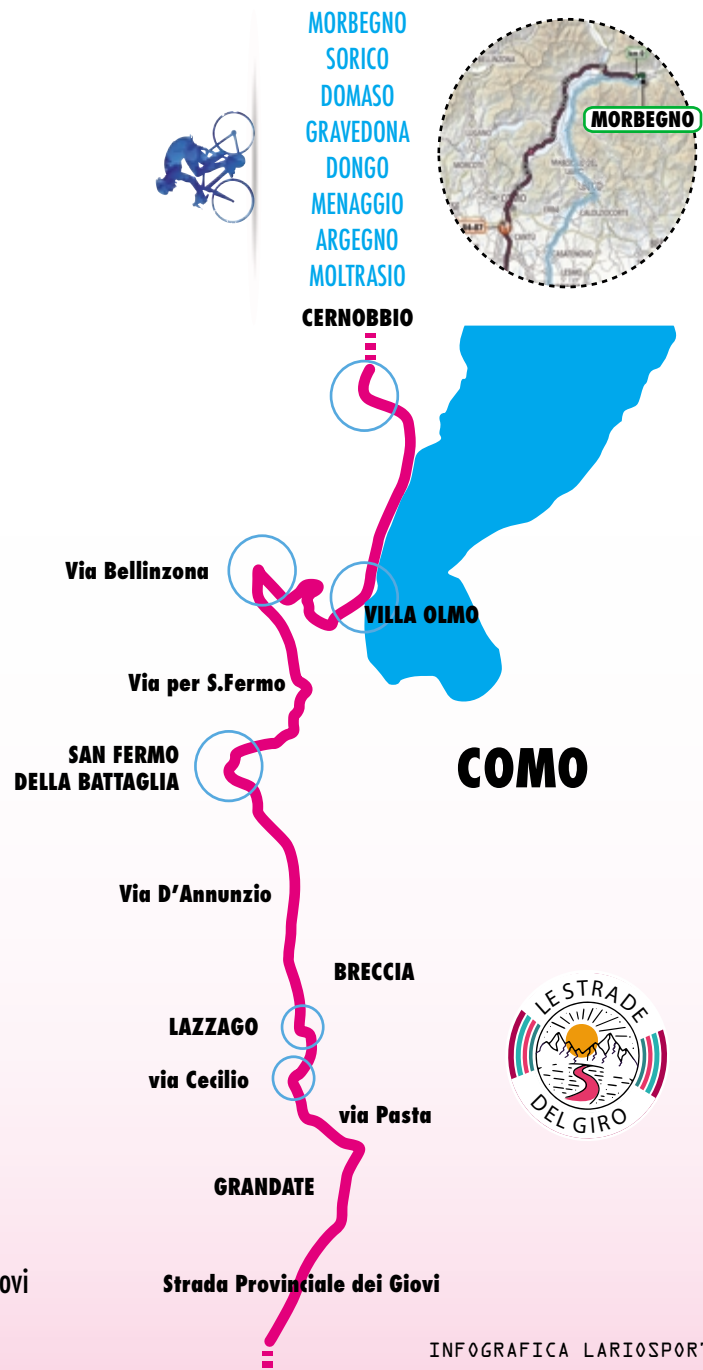 MORBEGNO
SORICO
DOMASO
GRAVEDONA
DONGO
MENAGGIO
ARGEGNO
MOLTRASIO
CERNOBBIO
MORBEGNO
Via Bellinzona
VILLA OLMO
Via per S.Fermo
SAN FERMO
DELLA BATTAGLIA
COMO
Via D'Annunzio
BRECCIA
LAZZAGO
LE STRADE
DEL GIRO
via Cecilio
via Pasta
GRANDATE
ovi
Strada Provinciale dei Giovi
INFOGRAFICA LARIOSPORT